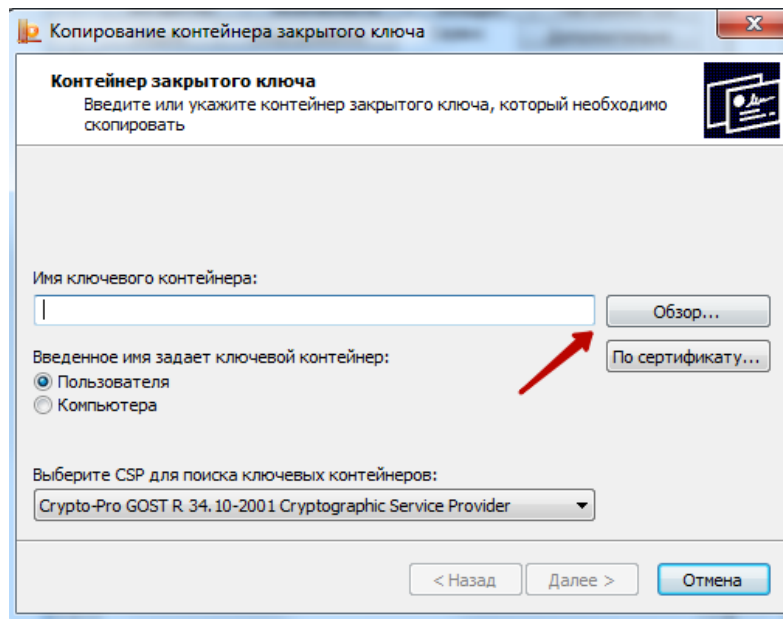 Копирование контейнера закрытого ключа
Контейнер закрытого ключа
Введите или укажите контейнер закрытого ключа, который необходимо
скопировать
Имя ключевого контейнера:
Обзор...
Введенное имя задает ключевой контейнер:
По сертификату...
Пользователя
Компьютера
Выберите CSP для поиска ключевых контейнеров:
Crypto-Pro GOST R 34.10-2001 Cryptographic Service Provider
< Назад
Далее >
Отмена